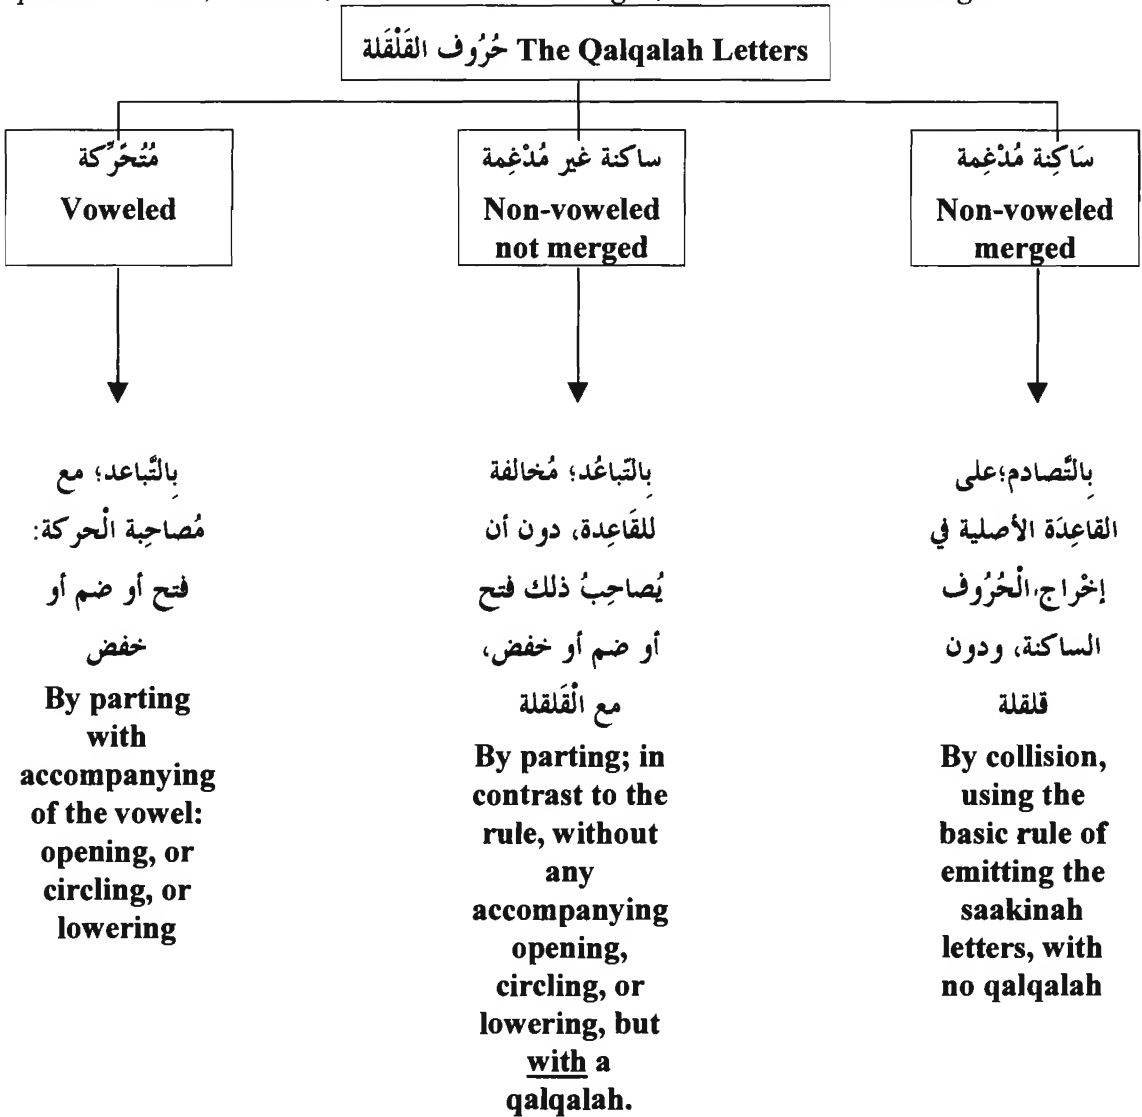 حُرُوف القَلْقَلة The Qalqalah Letters
مُتُحَرِّكة
Voweled
ساكنة غير مُدْغِمة
Non-voweled
not merged
سَاكِنة مُدْغِمة
Non-voweled
merged
بِالتَّباعد؛ مع
مُصاحِبة الْحركة:
فتح أو ضم أو
خفض
By parting
with
accompanying
of the vowel:
opening, or
circling, or
lowering
بِالتّباعُد؛ مُخالفة
للقَاعِدة، دون أن
يُصاحِبُ ذلك فتح
أو ضم أو خفض،
مع الْقَلقلة
By parting; in
contrast to the
rule, without
any
accompanying
opening,
circling, or
lowering, but
with a
qalqalah.
بِالتَّصادم؛على
القاعِدَة الأصلية في
إخْراج الْحُرُوف
الساكنة، ودون
قلقلة
By collision,
using the
basic rule of
emitting the
saakinah
letters, with
no qalqalah